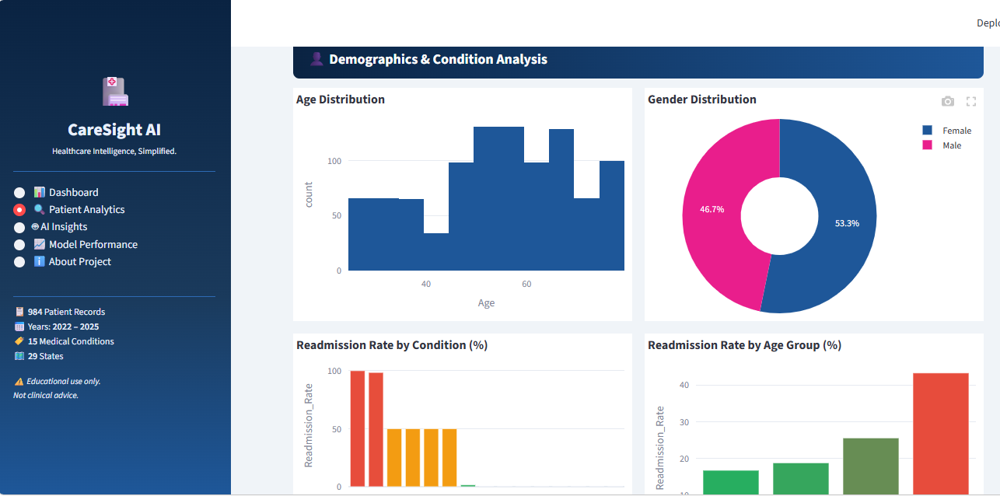 Deplo
CareSight AI
Healthcare Intelligence, Simplified.
Dashboard
Patient Analytics
AI Insights
Model Performance
About Project
984 Patient Records
Years: 2022 – 2025
15 Medical Conditions
29 States
Educational use only.
Not clinical advice.
Demographics & Condition Analysis
Age Distribution
100
50
0
count
40
60
Age
Gender Distribution
Female
Male
46.7%
53.3%
Readmission Rate by Condition (%)
100
50
0
Readmission_Rate
Readmission Rate by Age Group (%)
40
30
20
10
Readmission_Rate